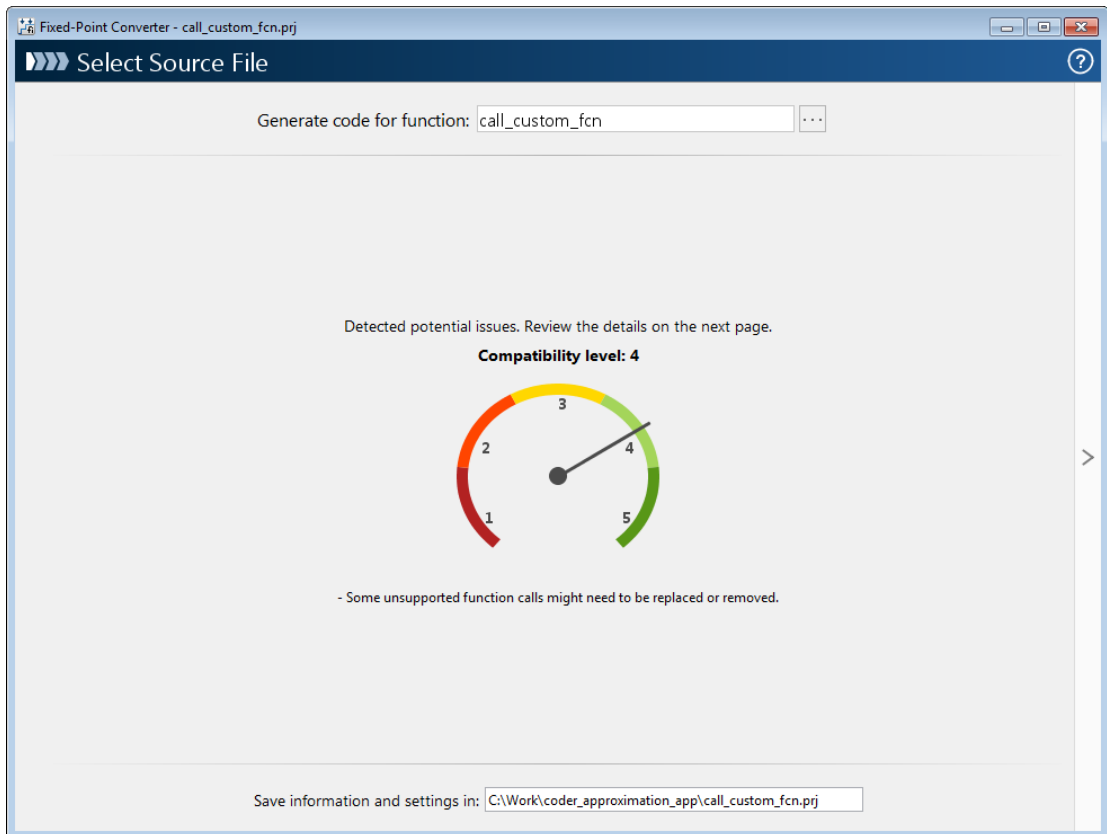 Fixed-Point Converter - call_custom_fcn.prj
Select Source File
?
Generate code for function: call_custom_fcn ...
Detected potential issues. Review the details on the next page.
Compatibility level: 4
3
2 4
1 5
- Some unsupported function calls might need to be replaced or removed.
Save information and settings in: C:\Work\coder_approximation_app\call_custom_fcn.prj